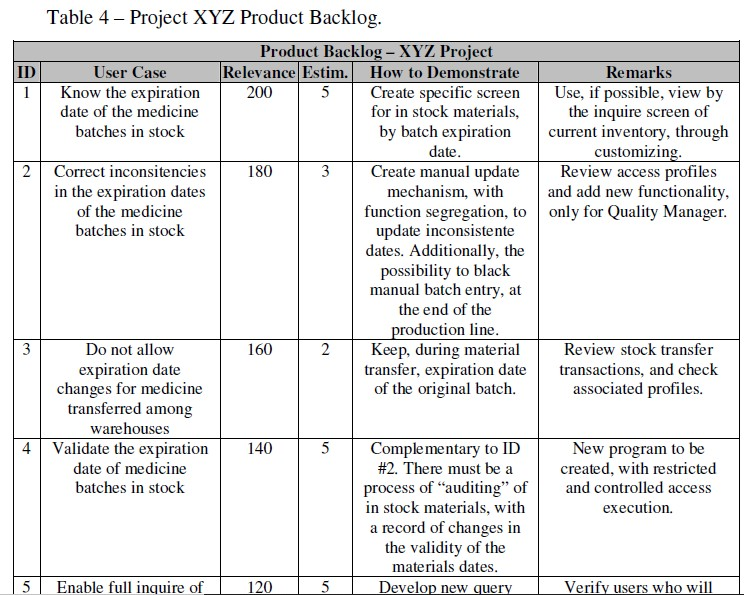 Table 4 – Project XYZ Product Backlog.
Product Backlog – XYZ Project
ID User Case Relevance Estim. How to Demonstrate Remarks
1 Know the expiration date of the medicine batches in stock 200 5 Create specific screen for in stock materials, by batch expiration date. Use, if possible, view by the inquire screen of current inventory, through customizing.
2 Correct inconsitencies in the expiration dates of the medicine batches in stock 180 3 Create manual update mechanism, with function segregation, to update inconsistente dates. Additionally, the possibility to black manual batch entry, at the end of the production line. Review access profiles and add new functionality, only for Quality Manager.
3 Do not allow expiration date changes for medicine transferred among warehouses 160 2 Keep, during material transfer, expiration date of the original batch. Review stock transfer transactions, and check associated profiles.
4 Validate the expiration date of medicine batches in stock 140 5 Complementary to ID #2. There must be a process of “auditing” of in stock materials, with a record of changes in the validity of the materials dates. New program to be created, with restricted and controlled access execution.
5 Enable full inquire of 120 5 Develop new query Verify users who will